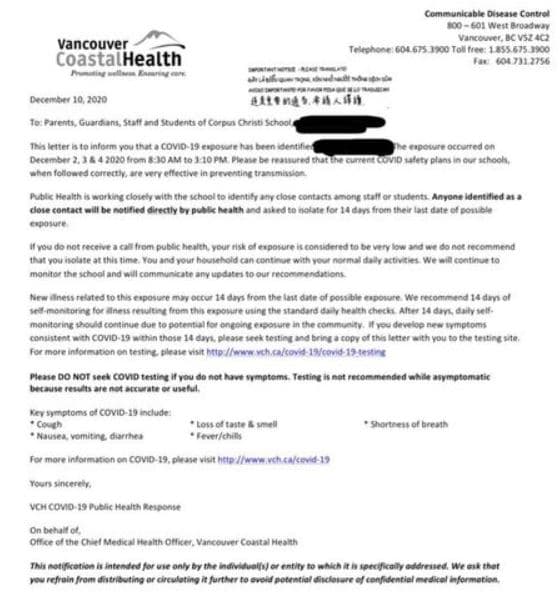 Communicable Disease Control
800 – 601 West Broadway
Vancouver, BC V5Z 4C2
Telephone: 604.675.3900 Toll free: 1.855.675.3900
Fax: 604.731.2756
Vancouver
CoastalHealth
Promoting wellness. Ensuring care.
IMPORTANT NOTICE - PLEASE TRANSLATE
December 10, 2020
To: Parents, Guardians, Staff and Students of Corpus Christi School,
This letter is to inform you that a COVID-19 exposure has been identified he exposure occurred on
December 2, 3 & 4 2020 from 8:30 AM to 3:10 PM. Please be reassured that the current COVID safety plans in our schools,
when followed correctly, are very effective in preventing transmission.
Public Health is working closely with the school to identify any close contacts among staff or students. Anyone identified as a
close contact will be notified directly by public health and asked to isolate for 14 days from their last date of possible
exposure.
If you do not receive a call from public health, your risk of exposure is considered to be very low and we do not recommend
that you isolate at this time. You and your household can continue with your normal daily activities. We will continue to
monitor the school and will communicate any updates to our recommendations.
New illness related to this exposure may occur 14 days from the last date of possible exposure. We recommend 14 days of
self-monitoring for illness resulting from this exposure using the standard daily health checks. After 14 days, daily self-
monitoring should continue due to potential for ongoing exposure in the community. If you develop new symptoms
consistent with COVID-19 within those 14 days, please seek testing and bring a copy of this letter with you to the testing site.
For more information on testing, please visit http://www.vch.ca/covid-19/covid-19-testing
Please DO NOT seek COVID testing if you do not have symptoms. Testing is not recommended while asymptomatic
because results are not accurate or useful.
Key symptoms of COVID-19 include:
* Cough * Loss of taste & smell * Shortness of breath
* Nausea, vomiting, diarrhea * Fever/chills
For more information on COVID-19, please visit http://www.vch.ca/covid-19
Yours sincerely,
VCH COVID-19 Public Health Response
On behalf of,
Office of the Chief Medical Health Officer, Vancouver Coastal Health
This notification is intended for use only by the individual(s) or entity to which it is specifically addressed. We ask that
you refrain from distributing or circulating it further to avoid potential disclosure of confidential medical information.